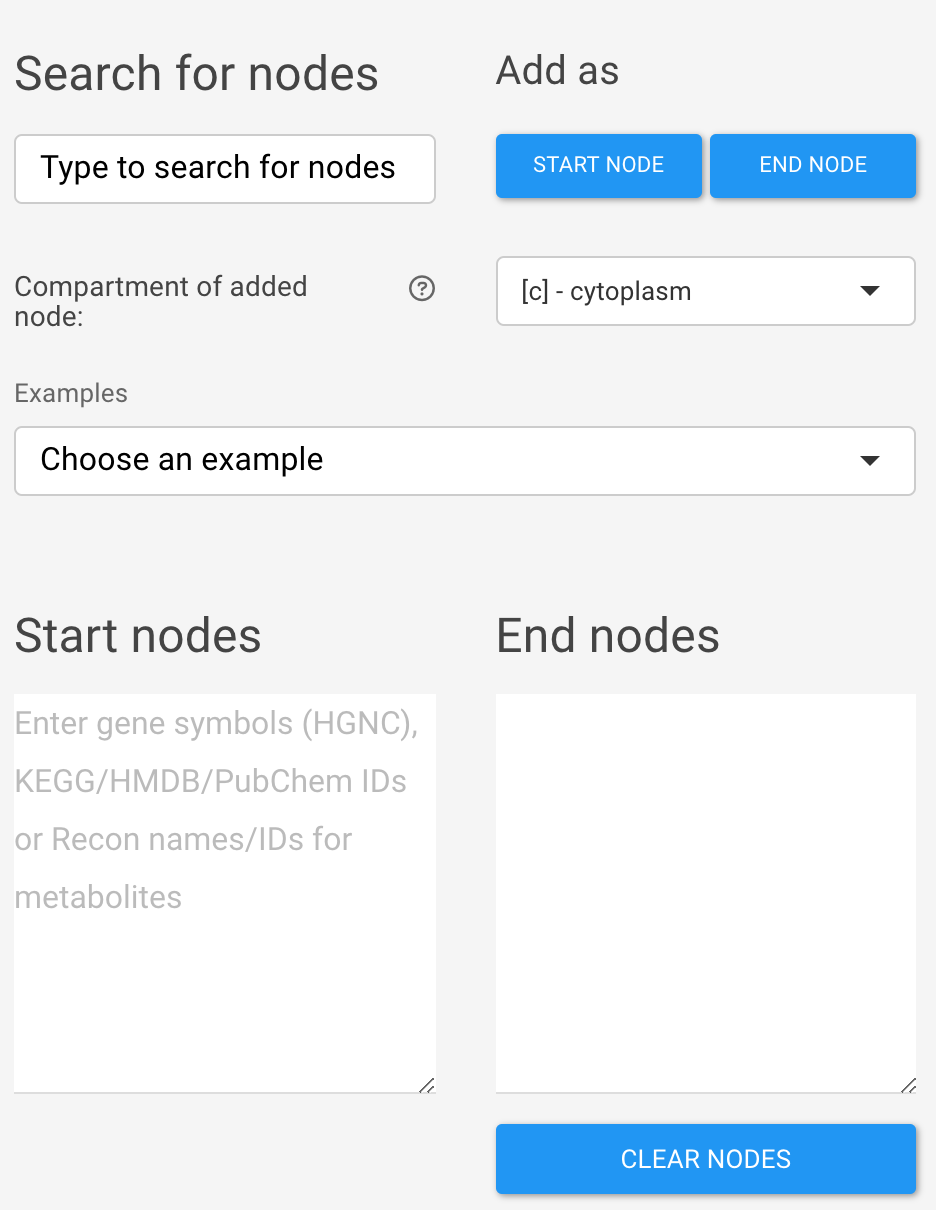 Search for nodes
Add as
Type to search for nodes
START NODE
END NODE
Compartment of added
node:
?
[c] - cytoplasm
Examples
Choose an example
Start nodes
End nodes
Enter gene symbols (HGNC),
KEGG/HMDB/PubChem IDs
or Recon names/IDs for
metabolites
CLEAR NODES